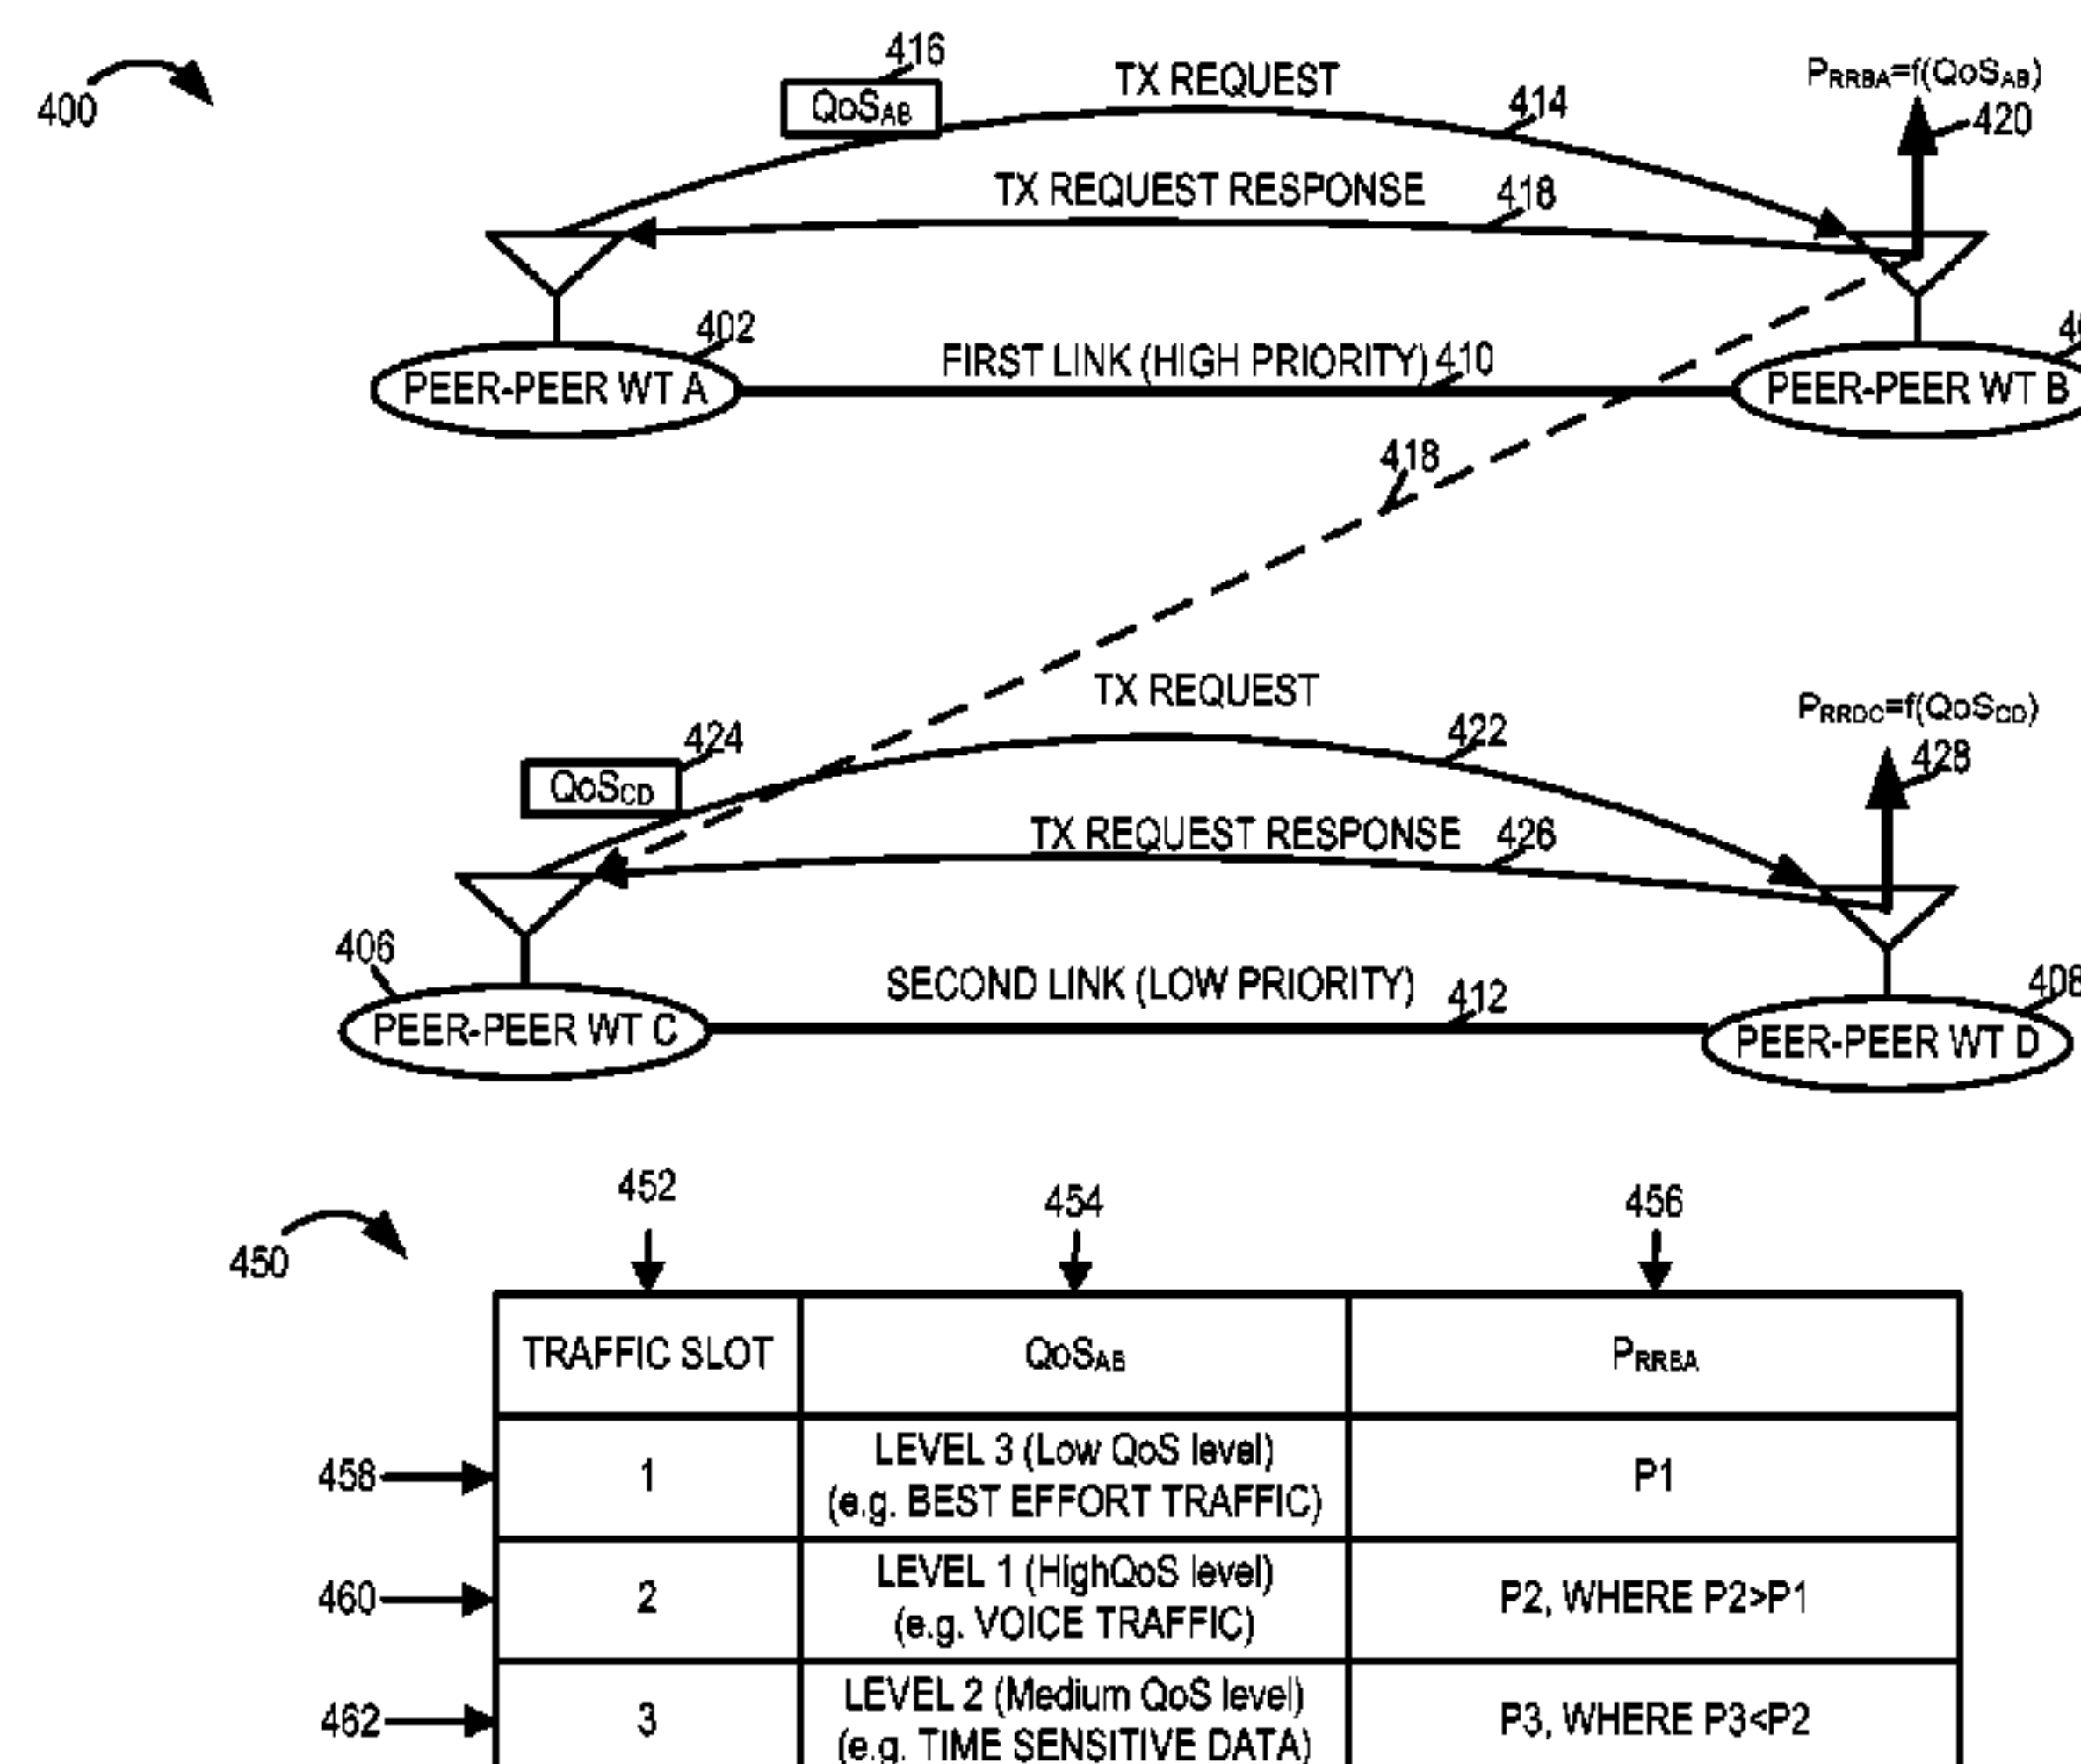 400
416
QoSAB
TX REQUEST
414
PRRBA=f(QoSAB)
420
TX REQUEST RESPONSE
418
402
PEER-PEER WT A
FIRST LINK (HIGH PRIORITY) 410
PEER-PEER WT B
418
TX REQUEST
424
QoSCD
422
PRRDC=f(QoSCD)
428
TX REQUEST RESPONSE
426
406
PEER-PEER WT C
SECOND LINK (LOW PRIORITY)
412
408
PEER-PEER WT D
450
452
454
456
TRAFFIC SLOT
QoSAB
PRRBA
458
1
LEVEL 3 (Low QoS level)
(e.g. BEST EFFORT TRAFFIC)
P1
460
2
LEVEL 1 (HighQoS level)
(e.g. VOICE TRAFFIC)
P2, WHERE P2>P1
462
3
LEVEL 2 (Medium QoS level)
(e.g. TIME SENSITIVE DATA)
P3, WHERE P3<P2